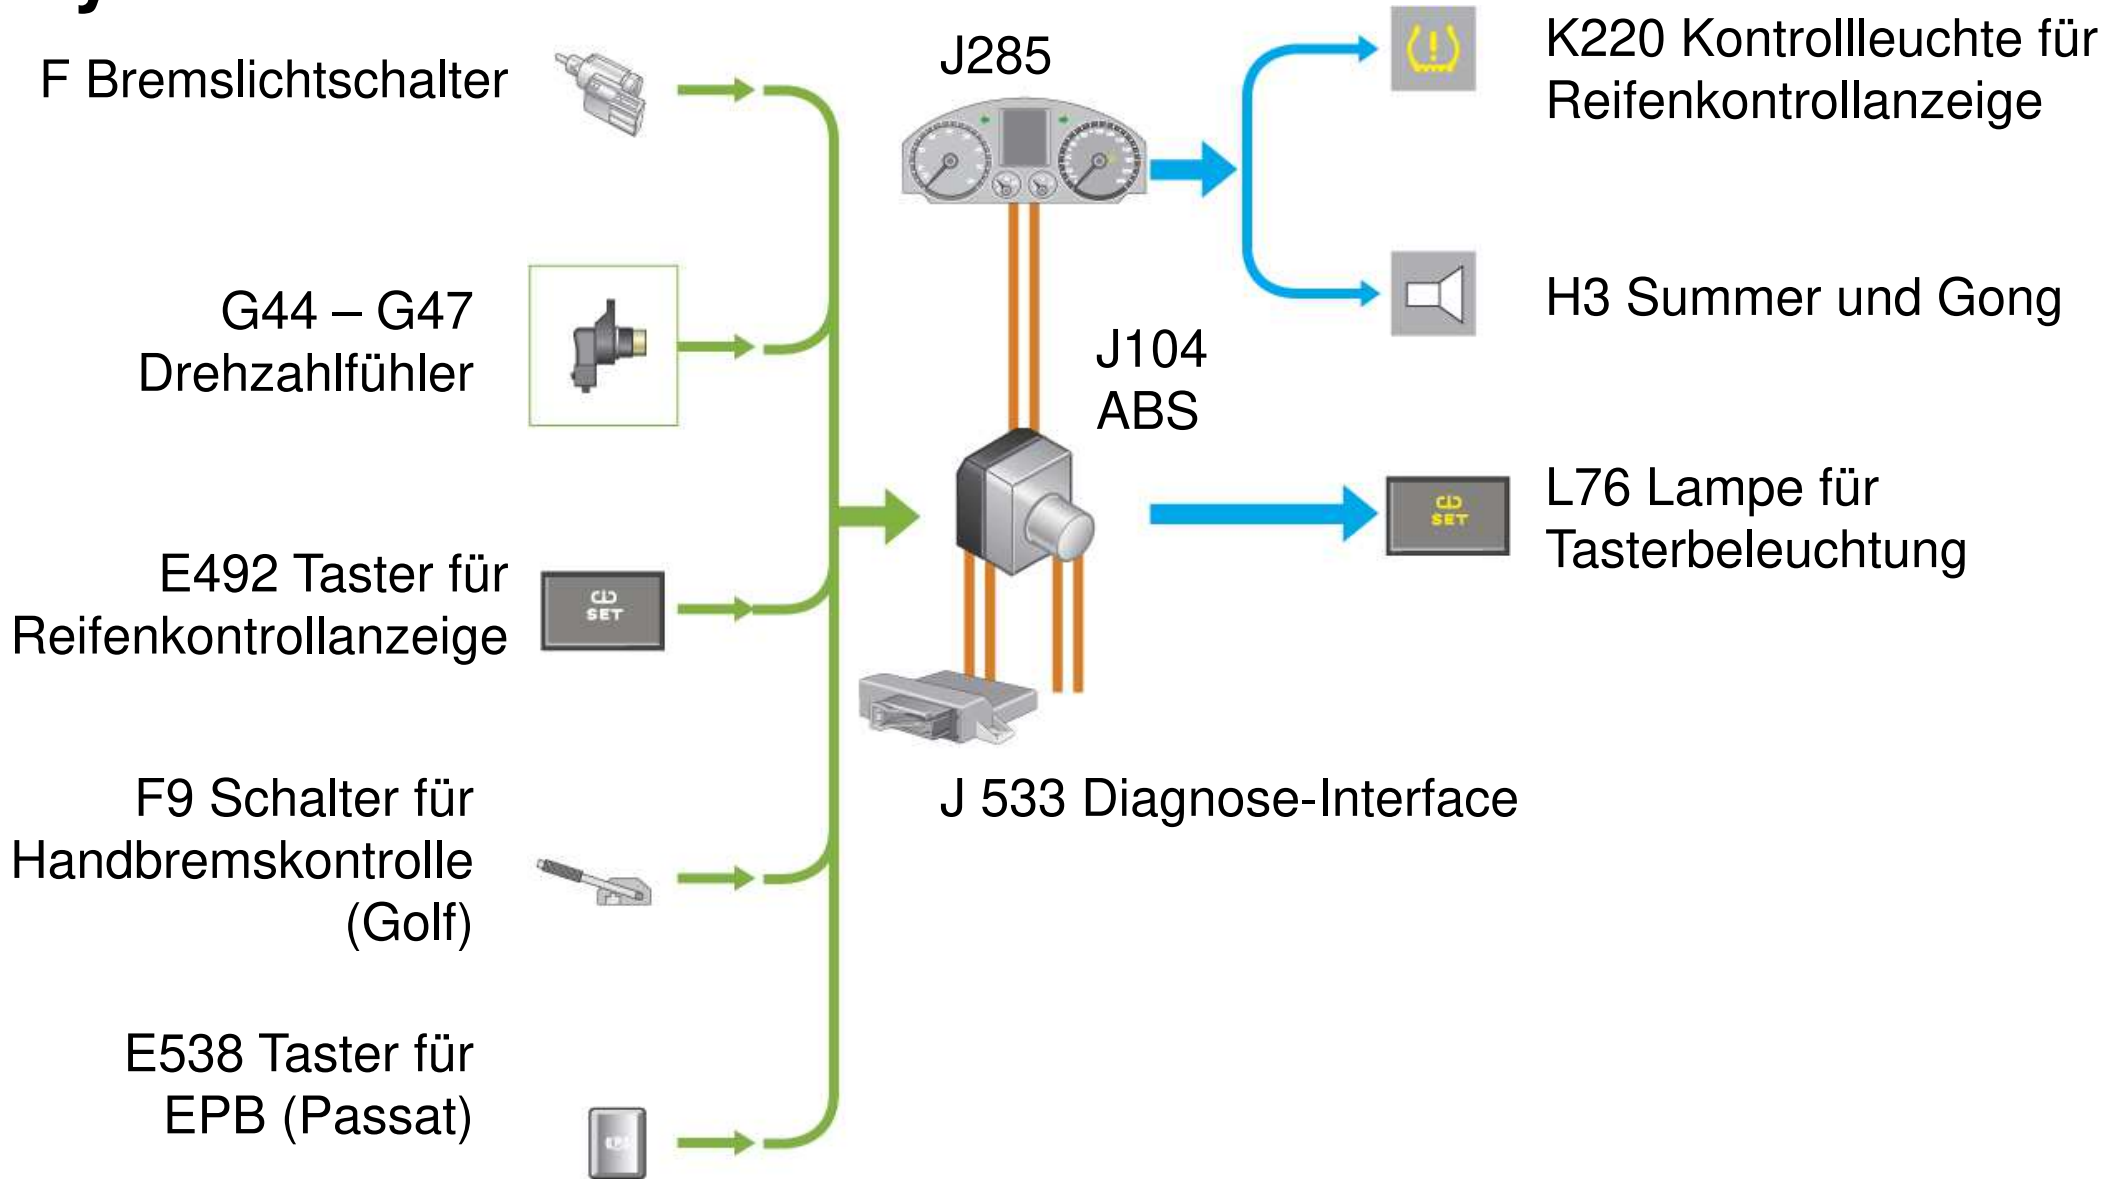 F Bremslichtschalter
G44 – G47
Drehzahlfühler
E492 Taster für
Reifenkontrollanzeige
SET
F9 Schalter für
Handbremskontrolle
(Golf)
E538 Taster für
EPB (Passat)
J285
J104
ABS
J 533 Diagnose-Interface
K220 Kontrollleuchte für
Reifenkontrollanzeige
H3 Summer und Gong
SET
L76 Lampe für
Tasterbeleuchtung